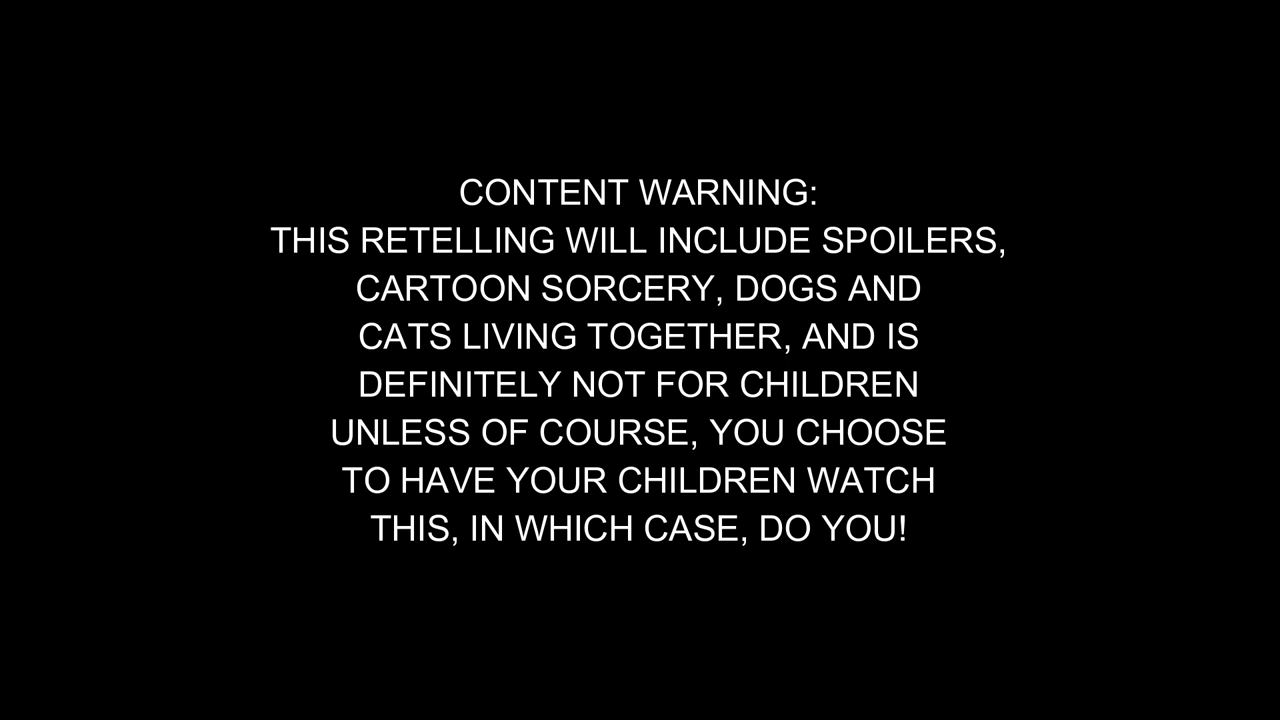 CONTENT WARNING:
THIS RETELLING WILL INCLUDE SPOILERS,
CARTOON SORCERY, DOGS AND
CATS LIVING TOGETHER, AND IS
DEFINITELY NOT FOR CHILDREN
UNLESS OF COURSE, YOU CHOOSE
TO HAVE YOUR CHILDREN WATCH
THIS, IN WHICH CASE, DO YOU!